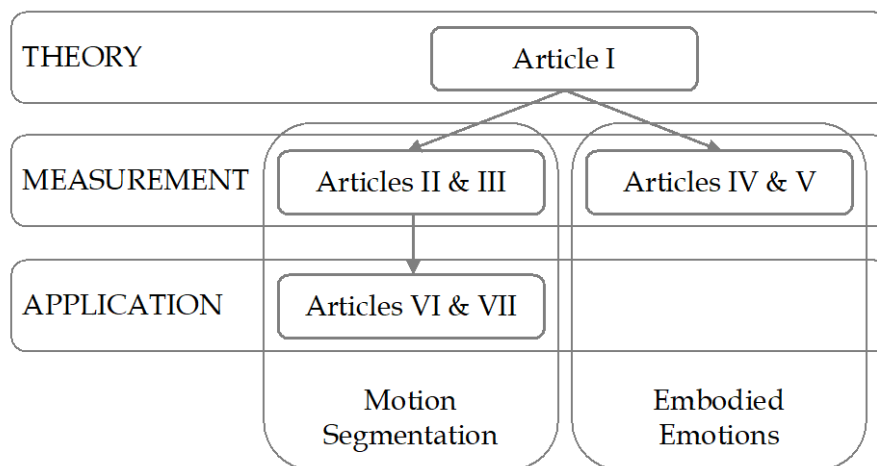 THEORY
Article I
MEASUREMENT
Articles II & III
Articles IV & V
APPLICATION
Articles VI & VII
Motion
Segmentation
Embodied
Emotions